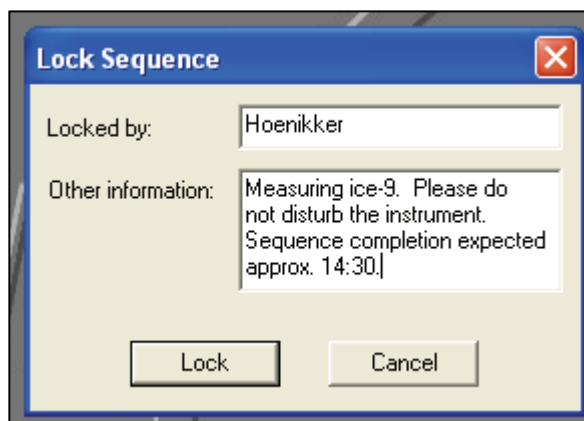 Lock Sequence
Locked by:
Hoenikker
Other information:
Measuring ice-9.  Please do
not disturb the instrument.
Sequence completion expected
approx. 14:30.
Lock
Cancel